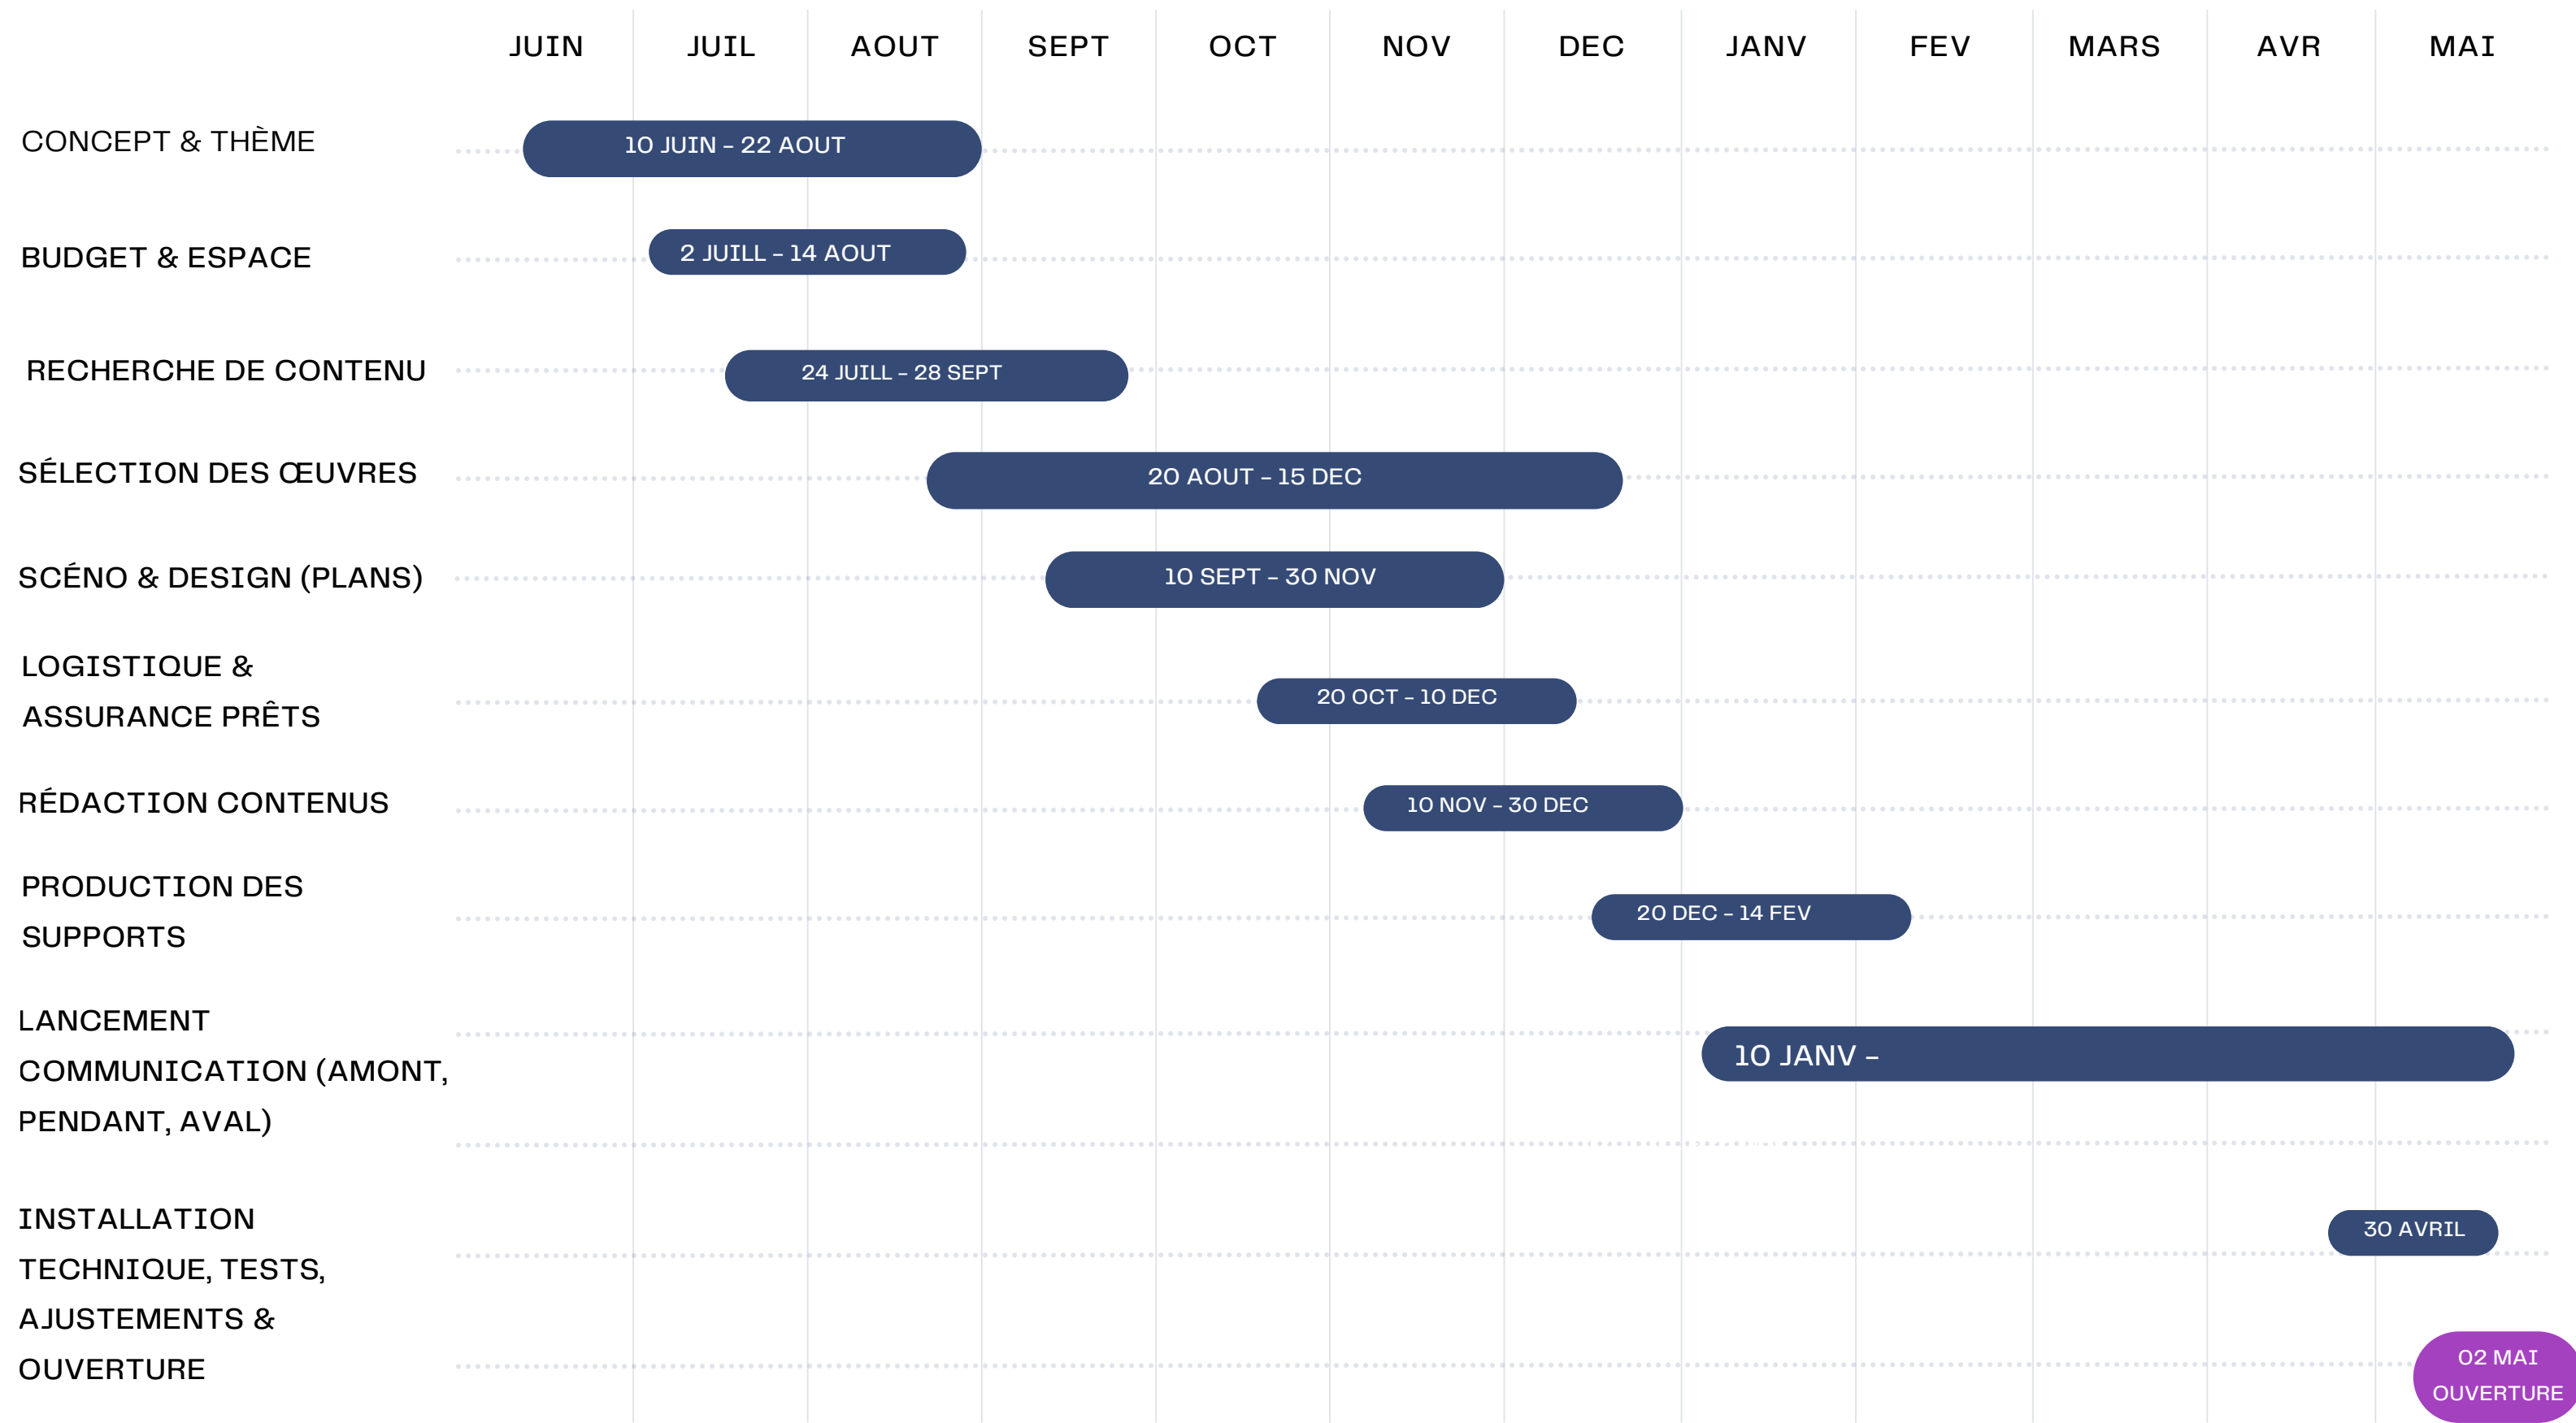 JUIN JUIL AOUT SEPT OCT NOV DEC JANV FEV MARS AVR MAI
CONCEPT & THÈME
10 JUIN – 22 AOUT
BUDGET & ESPACE
2 JUILL – 14 AOUT
RECHERCHE DE CONTENU
24 JUILL – 28 SEPT
SÉLECTION DES ŒUVRES
20 AOUT – 15 DEC
SCÉNO & DESIGN (PLANS)
10 SEPT – 30 NOV
LOGISTIQUE &
ASSURANCE PRÊTS
20 OCT – 10 DEC
RÉDACTION CONTENUS
10 NOV – 30 DEC
PRODUCTION DES
SUPPORTS
20 DEC – 14 FEV
LANCEMENT
COMMUNICATION (AMONT,
PENDANT, AVAL)
10 JANV –
INSTALLATION
TECHNIQUE, TESTS,
AJUSTEMENTS &
OUVERTURE
30 AVRIL
02 MAI
OUVERTURE